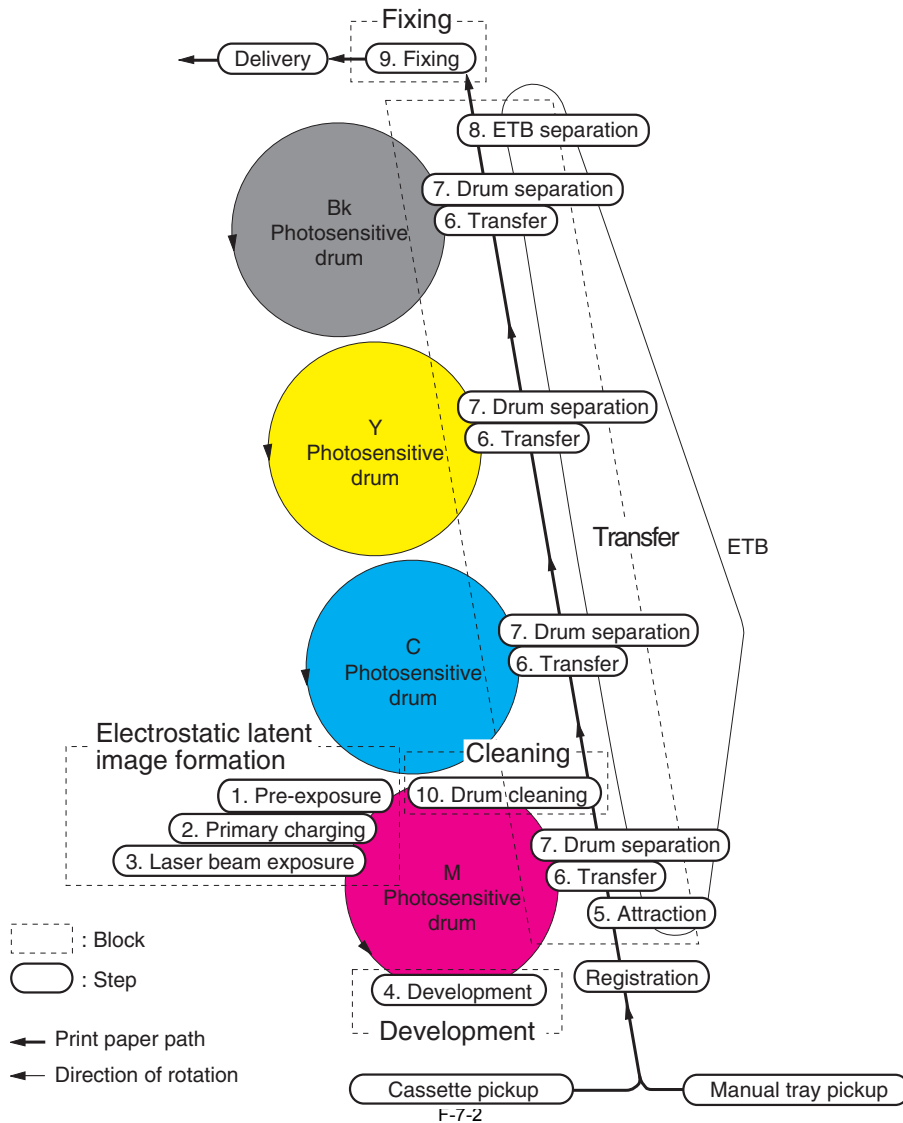 Fixing
Delivery
9. Fixing
8. ETB separation
7. Drum separation
6. Transfer
Bk
Photosensitive
drum
7. Drum separation
6. Transfer
Y
Photosensitive
drum
Transfer
ETB
7. Drum separation
6. Transfer
C
Photosensitive
drum
Electrostatic latent
image formation
Cleaning
1. Pre-exposure
10. Drum cleaning
2. Primary charging
3. Laser beam exposure
7. Drum separation
6. Transfer
M
Photosensitive
drum
5. Attraction
: Block
: Step
Registration
4. Development
Development
Print paper path
Direction of rotation
Cassette pickup
Manual tray pickup
F-7-2